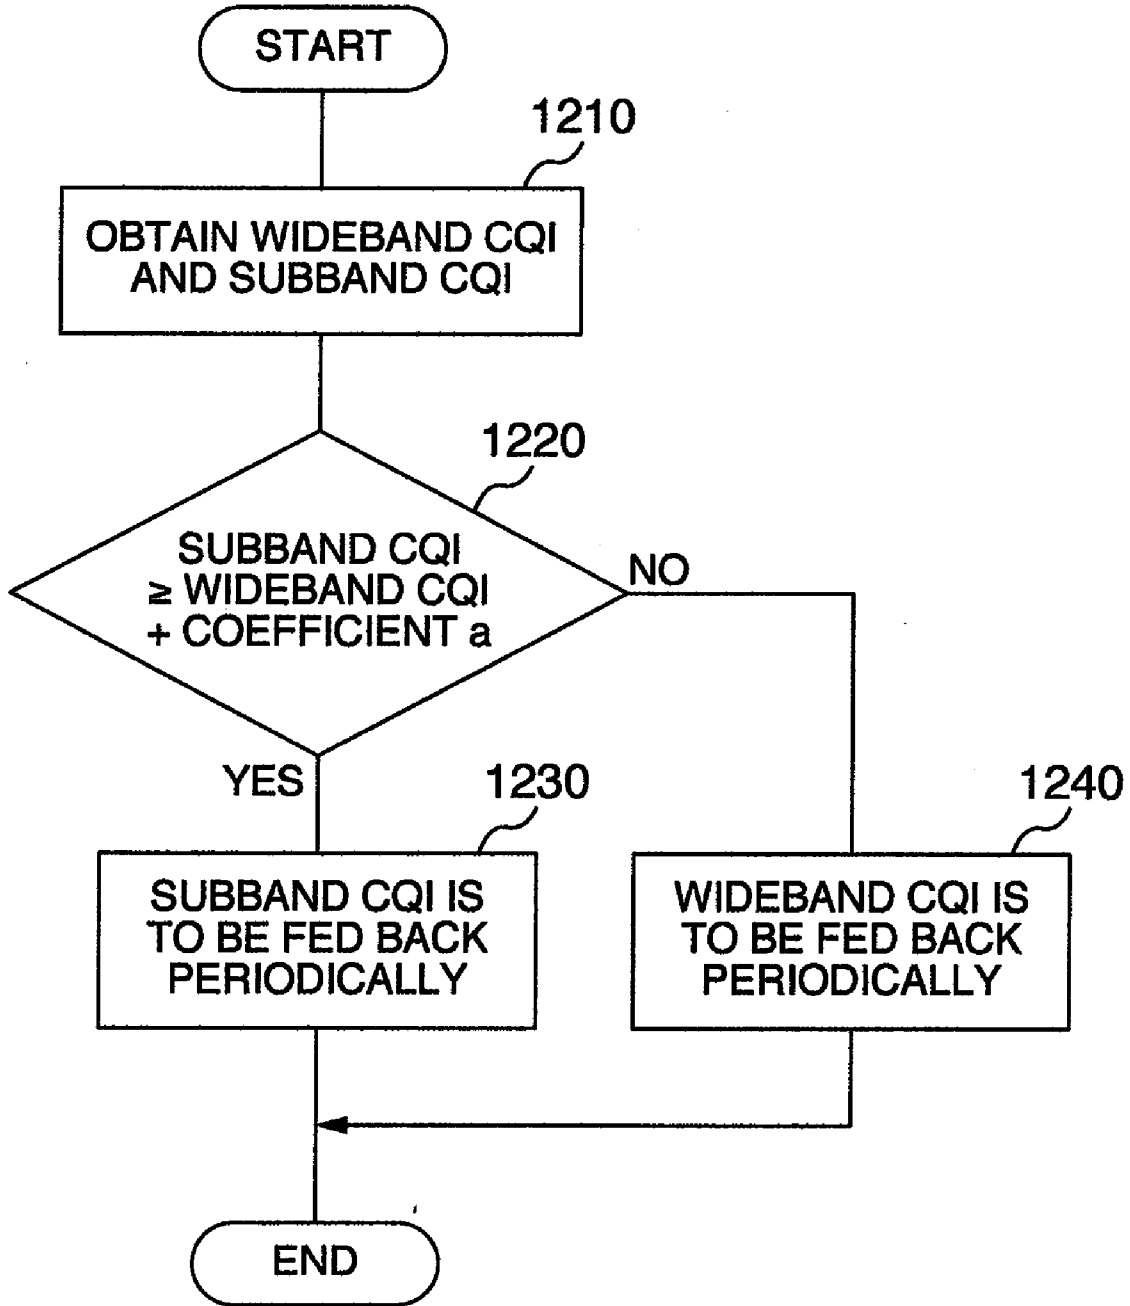 START
1210
OBTAIN WIDEBAND CQI
AND SUBBAND CQI
1220
SUBBAND CQI
≥ WIDEBAND CQI
+ COEFFICIENT a
NO
YES
1230
SUBBAND CQI IS
TO BE FED BACK
PERIODICALLY
1240
WIDEBAND CQI IS
TO BE FED BACK
PERIODICALLY
END